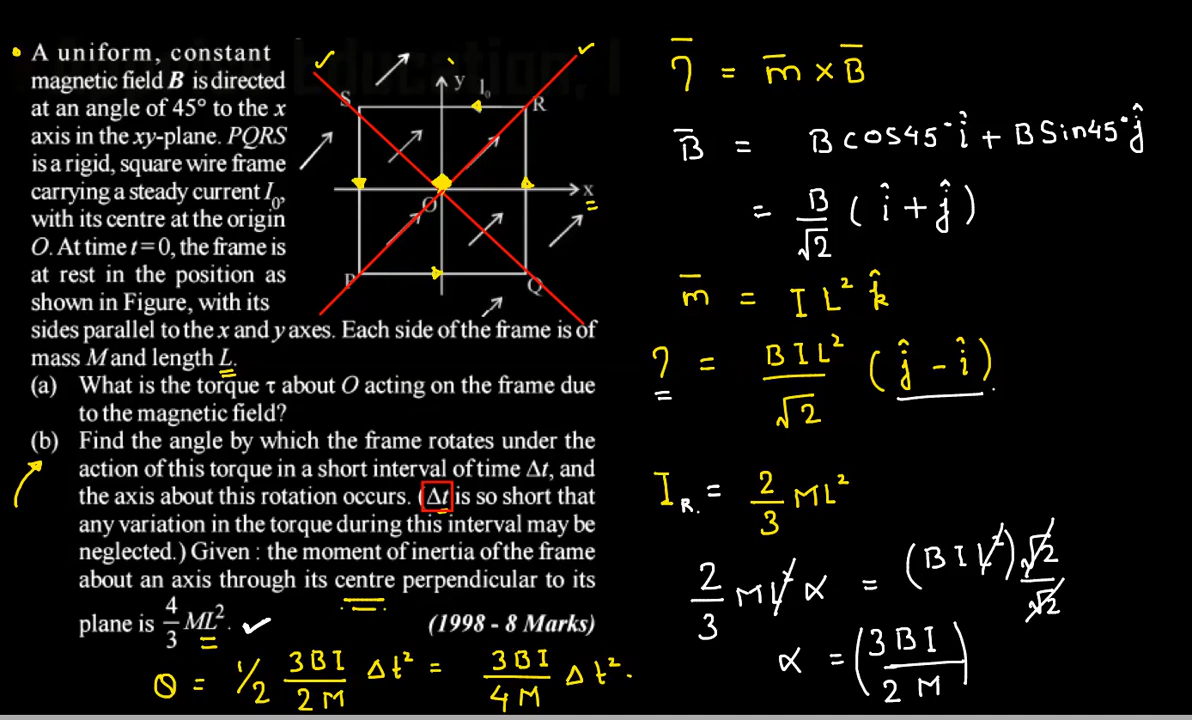 A uniform, constant
magnetic field B is directed
at an angle of 45° to the x
axis in the xy-plane. PQRS
is a rigid, square wire frame
carrying a steady current I₀,
with its centre at the origin
O. At time t=0, the frame is
at rest in the position as
shown in Figure, with its
sides parallel to the x and y axes. Each side of the frame is of
mass M and length L.
(a) What is the torque τ about O acting on the frame due
to the magnetic field?
(b) Find the angle by which the frame rotates under the
action of this torque in a short interval of time Δt, and
the axis about this rotation occurs. (Δt is so short that
any variation in the torque during this interval may be
neglected.) Given : the moment of inertia of the frame
about an axis through its centre perpendicular to its
plane is 4/3 ML². (1998 - 8 Marks)
θ = 1/2 3BI/2M Δt² = 3BI/4M Δt².
S
y
I₀
R
x
O
P
Q
τ̅ = m̅ × B̅
B̅ = B cos45° î + B Sin45° ĵ
= B/√2 ( î + ĵ )
m̅ = I L² k̂
τ = BIL²/√2 ( ĵ - î )
I_R. = 2/3 ML²
2/3 ML² α = (BIL²) √2/√2
α = (3BI/2M)